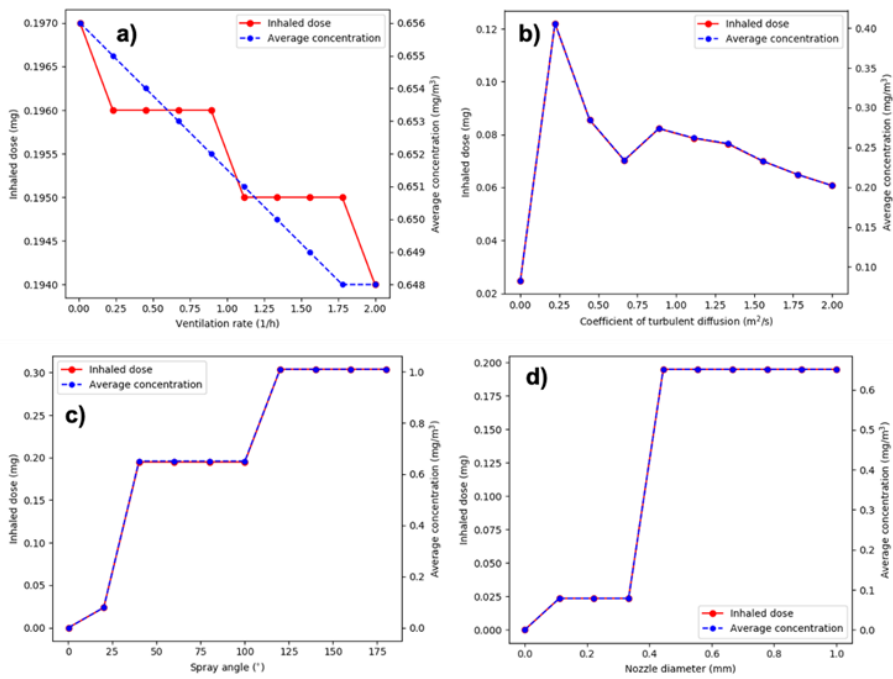 a)
Inhaled dose
Average concentration
0.1970
0.1965
0.1960
0.1955
0.1950
0.1945
0.1940
Inhaled dose (mg)
0.656
0.655
0.654
0.653
0.652
0.651
0.650
0.649
0.648
Average concentration (mg/m³)
0.00 0.25 0.50 0.75 1.00 1.25 1.50 1.75 2.00
Ventilation rate (1/h)
b)
Inhaled dose
Average concentration
0.12
0.10
0.08
0.06
0.04
0.02
Inhaled dose (mg)
0.40
0.35
0.30
0.25
0.20
0.15
0.10
Average concentration (mg/m³)
0.00 0.25 0.50 0.75 1.00 1.25 1.50 1.75 2.00
Coefficient of turbulent diffusion (m²/s)
c)
Inhaled dose
Average concentration
0.30
0.25
0.20
0.15
0.10
0.05
0.00
Inhaled dose (mg)
1.0
0.8
0.6
0.4
0.2
0.0
Average concentration (mg/m³)
0 25 50 75 100 125 150 175
Spray angle (°)
d)
Inhaled dose
Average concentration
0.200
0.175
0.150
0.125
0.100
0.075
0.050
0.025
0.000
Inhaled dose (mg)
0.6
0.5
0.4
0.3
0.2
0.1
0.0
Average concentration (mg/m³)
0.0 0.2 0.4 0.6 0.8 1.0
Nozzle diameter (mm)